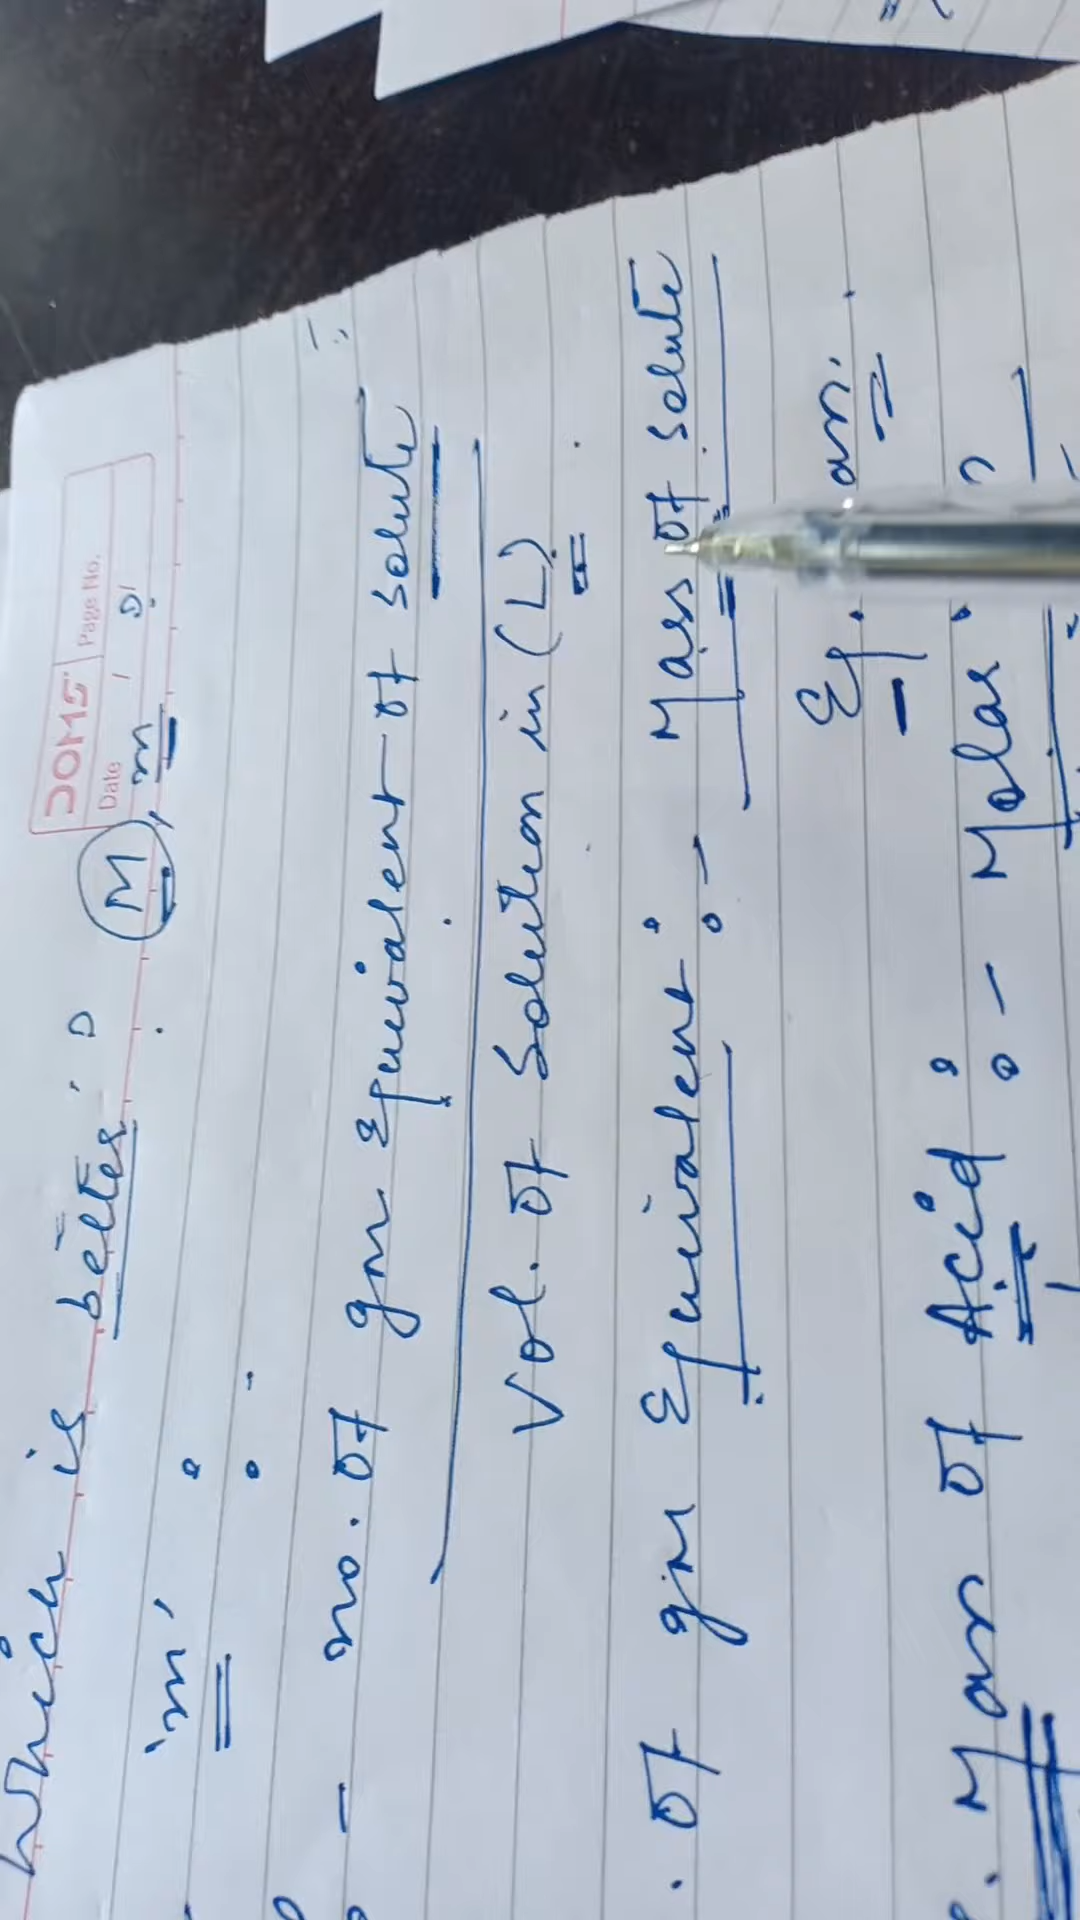 DOMS Page No.
Date
Which is better. (M), m
'm' :-
- no. of gm Equivalent of solute
Vol. of Solution in (L)
. of gm Equivalent :- Mass of solute
Eq.
. Mass of Acid :- Molar